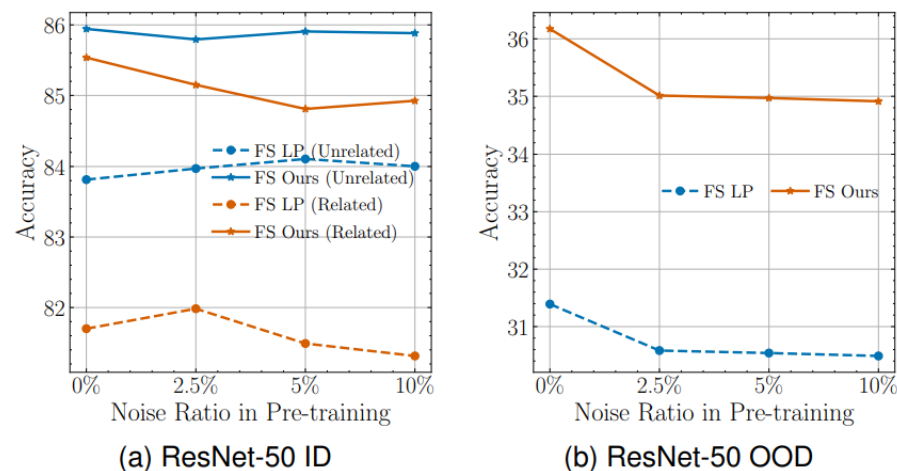 86
85
84
83
82
Accuracy
FS LP (Unrelated)
FS Ours (Unrelated)
FS LP (Related)
FS Ours (Related)
0% 2.5% 5% 10%
Noise Ratio in Pre-training
(a) ResNet-50 ID
36
35
34
33
32
31
Accuracy
FS LP FS Ours
0% 2.5% 5% 10%
Noise Ratio in Pre-training
(b) ResNet-50 OOD